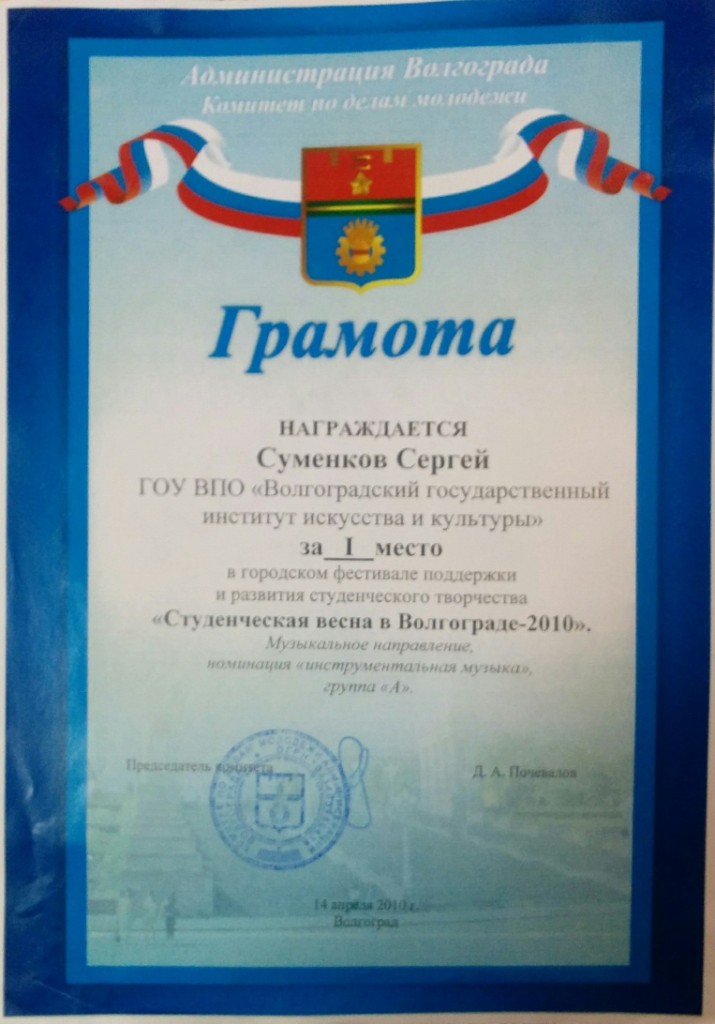 Администрация Волгограда
Комитет по делам молодежи
Грамота
НАГРАЖДАЕТСЯ
Суменков Сергей
ГОУ ВПО «Волгоградский государственный
институт искусства и культуры»
за I место
в городском фестивале поддержки
и развития студенческого творчества
«Студенческая весна в Волгограде-2010».
Музыкальное направление,
номинация «инструментальная музыка»,
группа «А».
Председатель комитета
Д. А. Почевалов
14 апреля 2010 г.
Волгоград